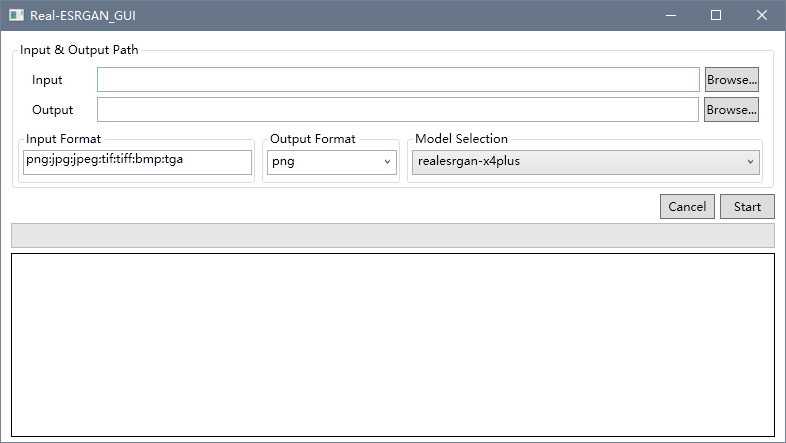 Real-ESRGAN_GUI
Input & Output Path
Input
Browse...
Output
Browse...
Input Format
Output Format
Model Selection
png:jpg:jpeg:tif:tiff:bmp:tga
png
realesrgan-x4plus
Cancel
Start